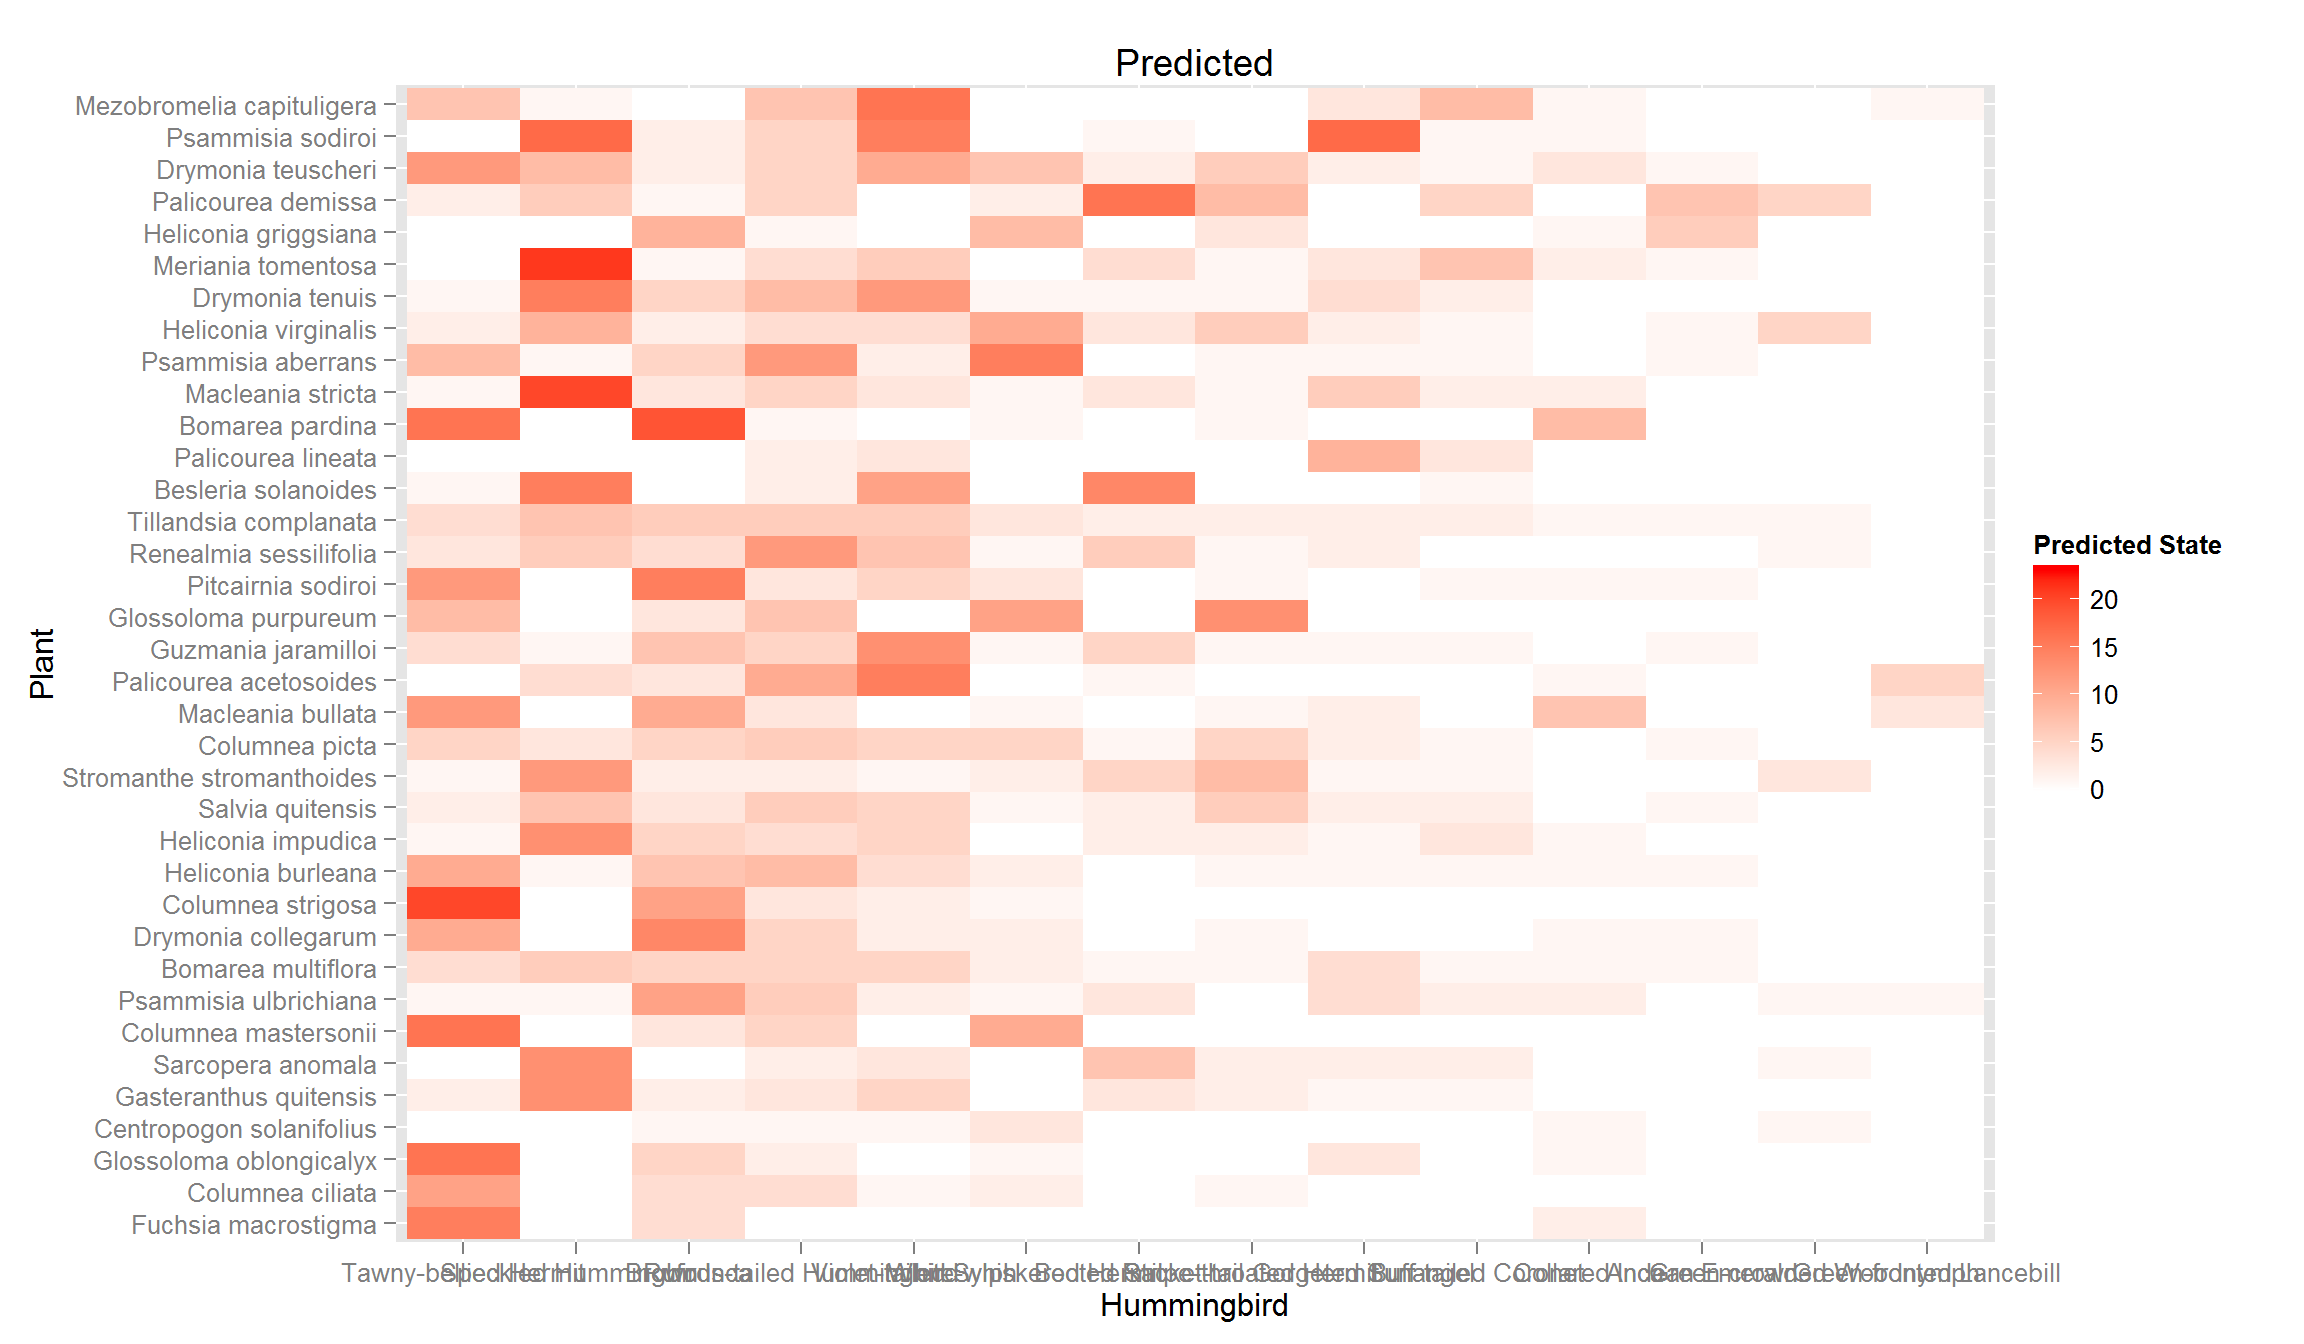 Predicted
Mezobromelia capituligera
Psammisia sodiroi
Drymonia teuscheri
Palicourea demissa
Heliconia griggsiana
Meriania tomentosa
Drymonia tenuis
Heliconia virginalis
Psammisia aberrans
Macleania stricta
Bomarea pardina
Palicourea lineata
Besleria solanoides
Tillandsia complanata
Renealmia sessilifolia
Pitcairnia sodiroi
Glossoloma purpureum
Guzmania jaramilloi
Palicourea acetosoides
Macleania bullata
Columnea picta
Stromanthe stromanthoides
Salvia quitensis
Heliconia impudica
Heliconia burleana
Columnea strigosa
Drymonia collegarum
Bomarea multiflora
Psammisia ulbrichiana
Columnea mastersonii
Sarcopera anomala
Gasteranthus quitensis
Centropogon solanifolius
Glossoloma oblongicalyx
Columnea ciliata
Fuchsia macrostigma
Plant
Lancebill
Hummingbird
Predicted State
20
15
10
5
0